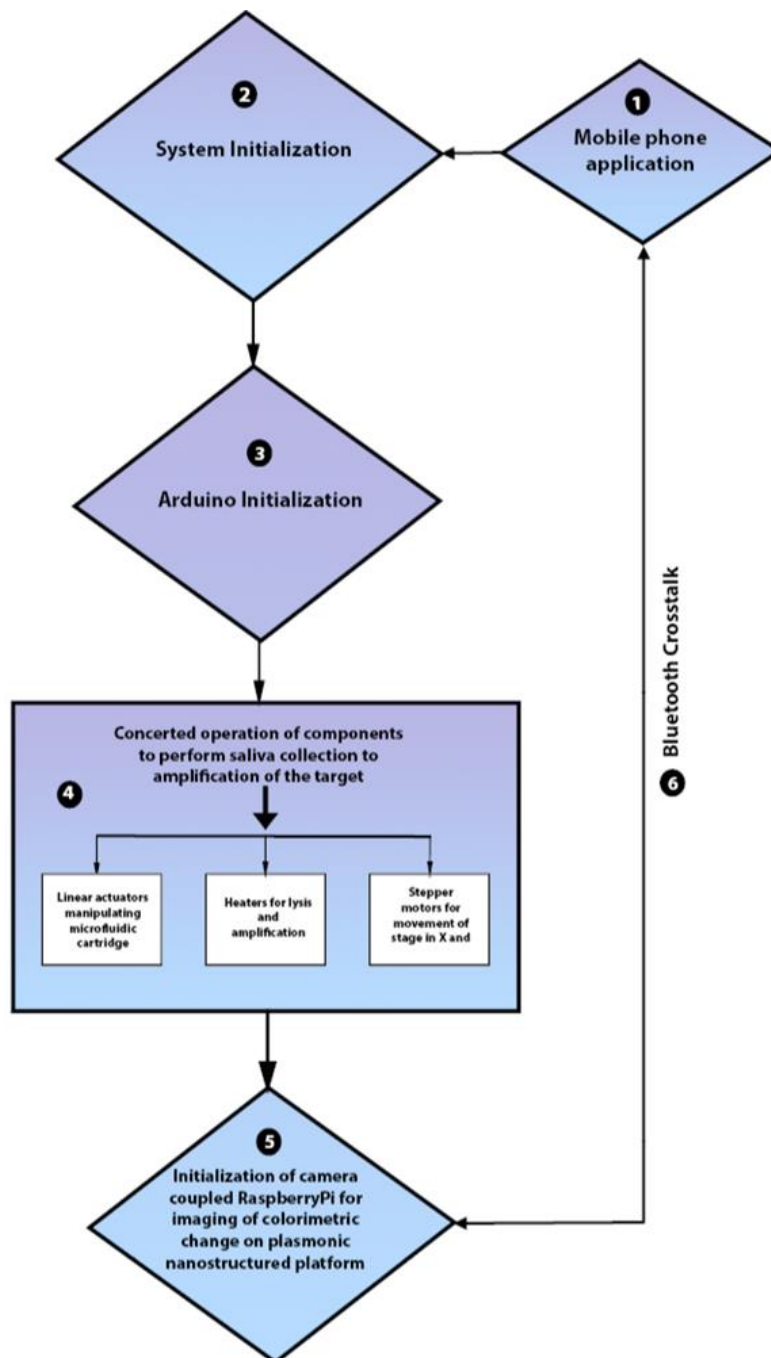 1
Mobile phone
application
2
System Initialization
3
Arduino Initialization
4
Concerted operation of components
to perform saliva collection to
amplification of the target
Linear actuators
manipulating
microfluidic
cartridge
Heaters for lysis
and
amplification
Stepper
motors for
movement of
stage in X and
5
Initialization of camera
coupled RaspberryPi for
imaging of colorimetric
change on plasmonic
nanostructured platform
6 Bluetooth Crosstalk